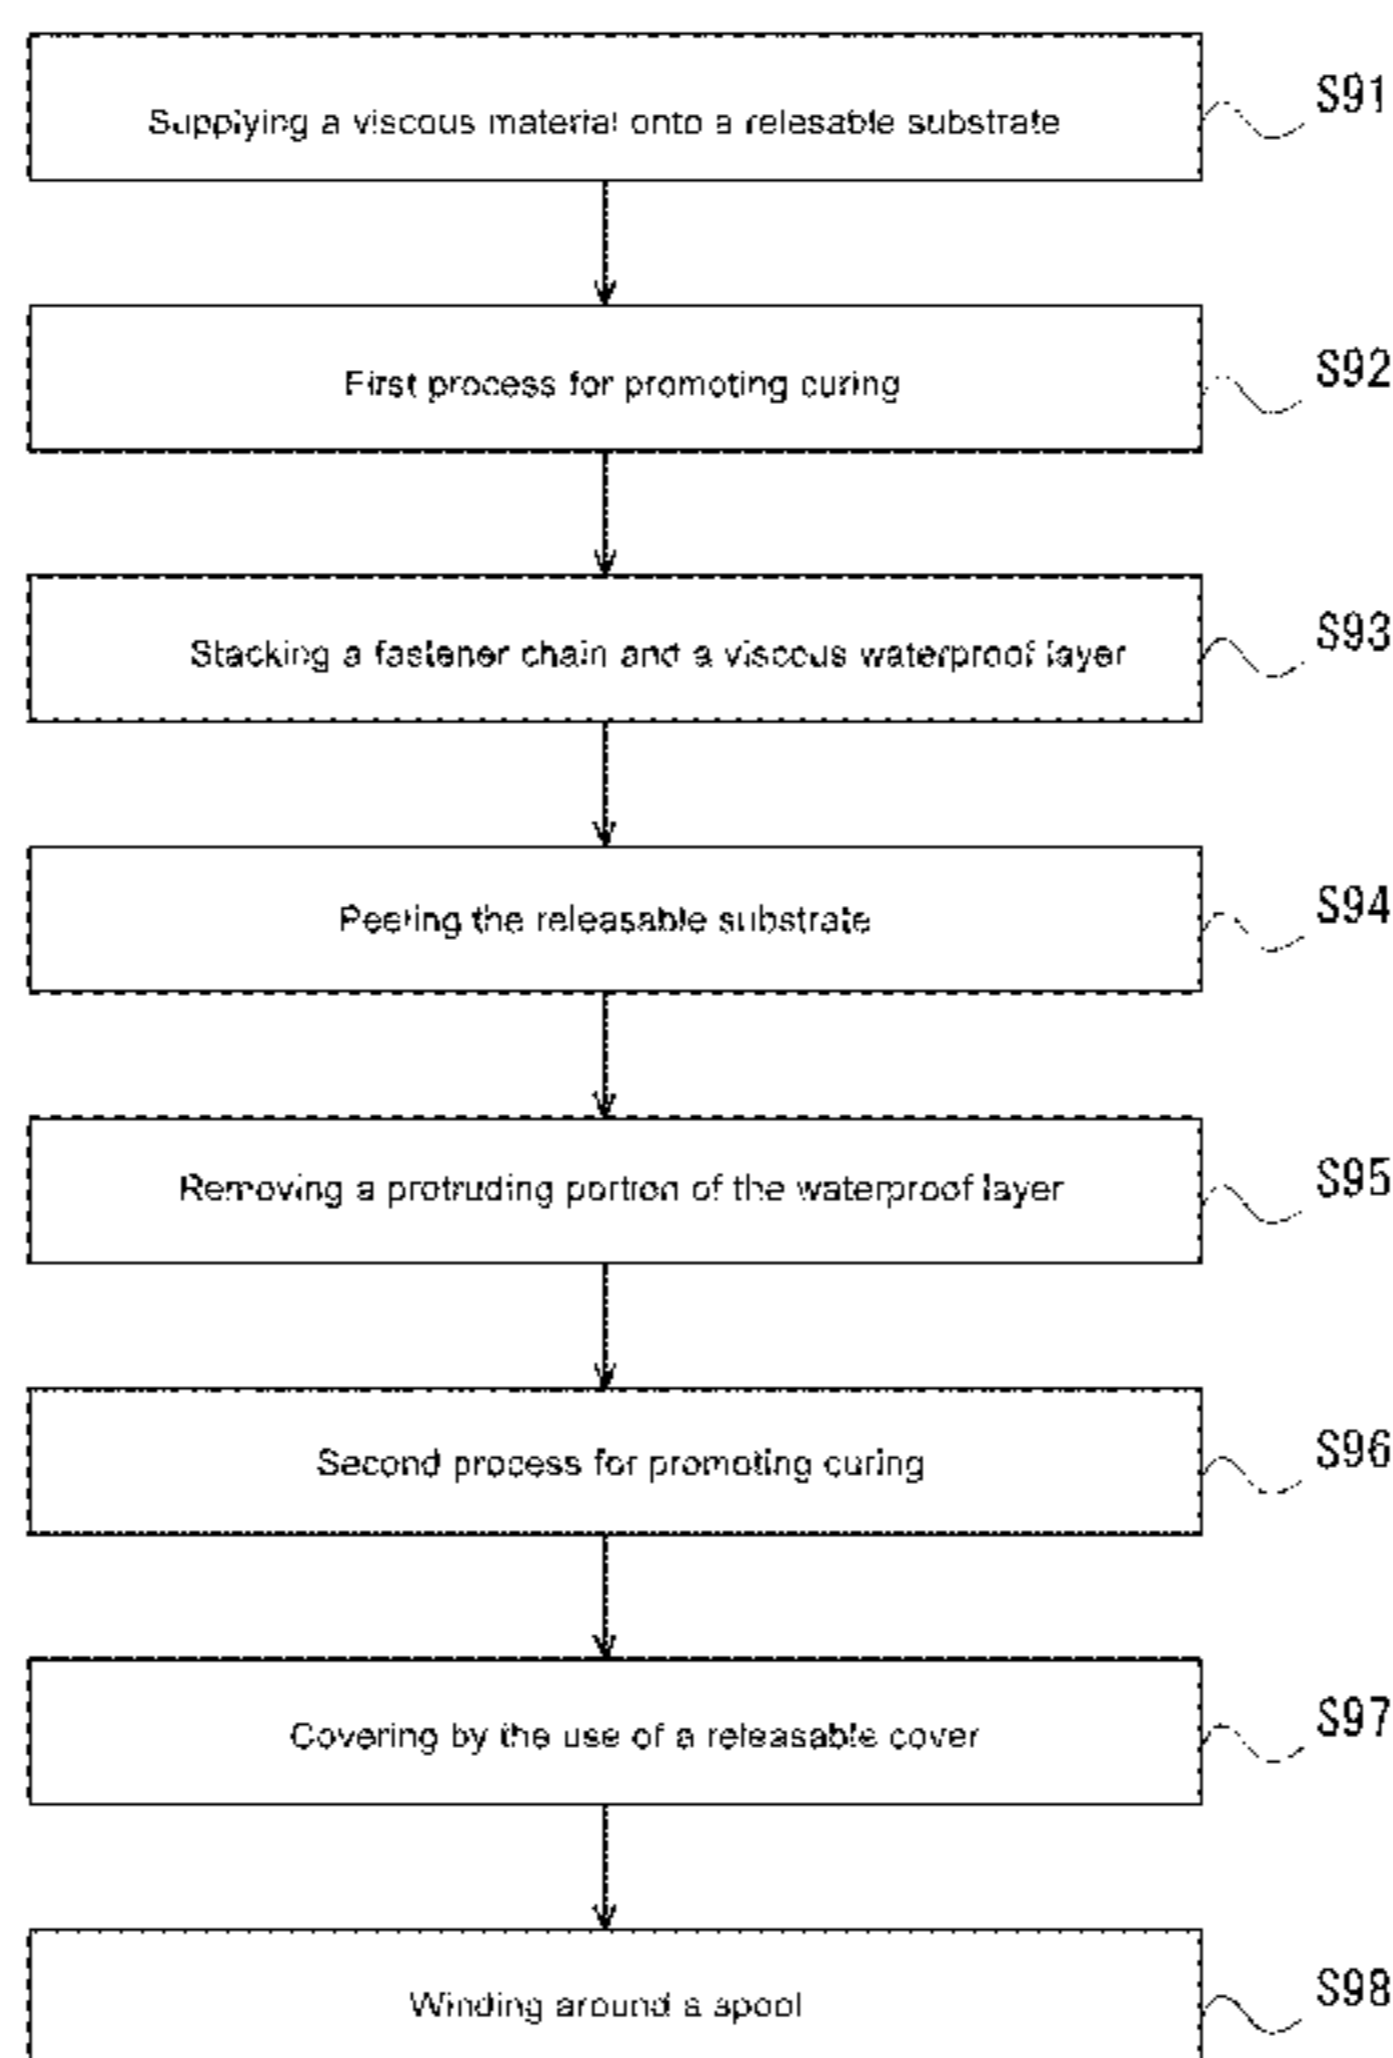 Supplying a viscous material onto a relesable substrate
S91
First process for promoting curing
S92
Stacking a fastener chain and a viscous waterproof layer
S93
Peeling the releasable substrate
S94
Removing a protruding portion of the waterproof layer
S95
Second process for promoting curing
S96
Covering by the use of a releasable cover
S97
Winding around a spool
S98